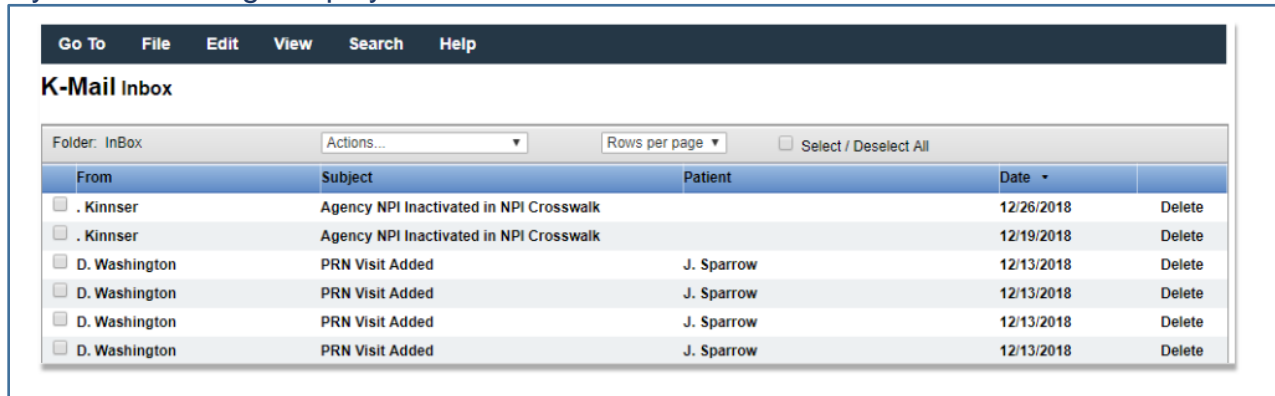 Go To File Edit View Search Help
K-Mail Inbox
Folder: InBox Actions... Rows per page Select / Deselect All
From Subject Patient Date
. Kinnser Agency NPI Inactivated in NPI Crosswalk 12/26/2018 Delete
. Kinnser Agency NPI Inactivated in NPI Crosswalk 12/19/2018 Delete
D. Washington PRN Visit Added J. Sparrow 12/13/2018 Delete
D. Washington PRN Visit Added J. Sparrow 12/13/2018 Delete
D. Washington PRN Visit Added J. Sparrow 12/13/2018 Delete
D. Washington PRN Visit Added J. Sparrow 12/13/2018 Delete